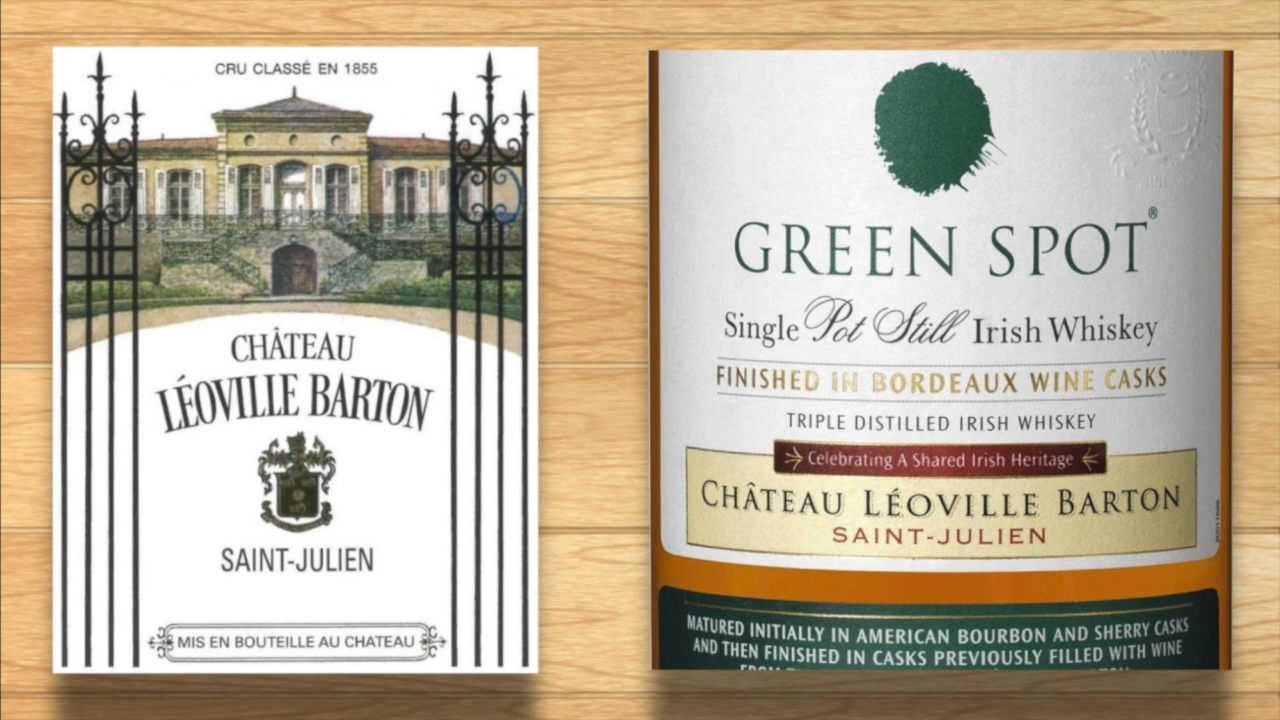 CRU CLASSÉ EN 1855
CHÂTEAU
LÉOVILLE BARTON
SAINT-JULIEN
MIS EN BOUTEILLE AU CHATEAU
GREEN SPOT®
Single Pot Still Irish Whiskey
FINISHED IN BORDEAUX WINE CASKS
TRIPLE DISTILLED IRISH WHISKEY
Celebrating A Shared Irish Heritage
CHÂTEAU LÉOVILLE BARTON
SAINT-JULIEN
MATURED INITIALLY IN AMERICAN BOURBON AND SHERRY CASKS
AND THEN FINISHED IN CASKS PREVIOUSLY FILLED WITH WINE